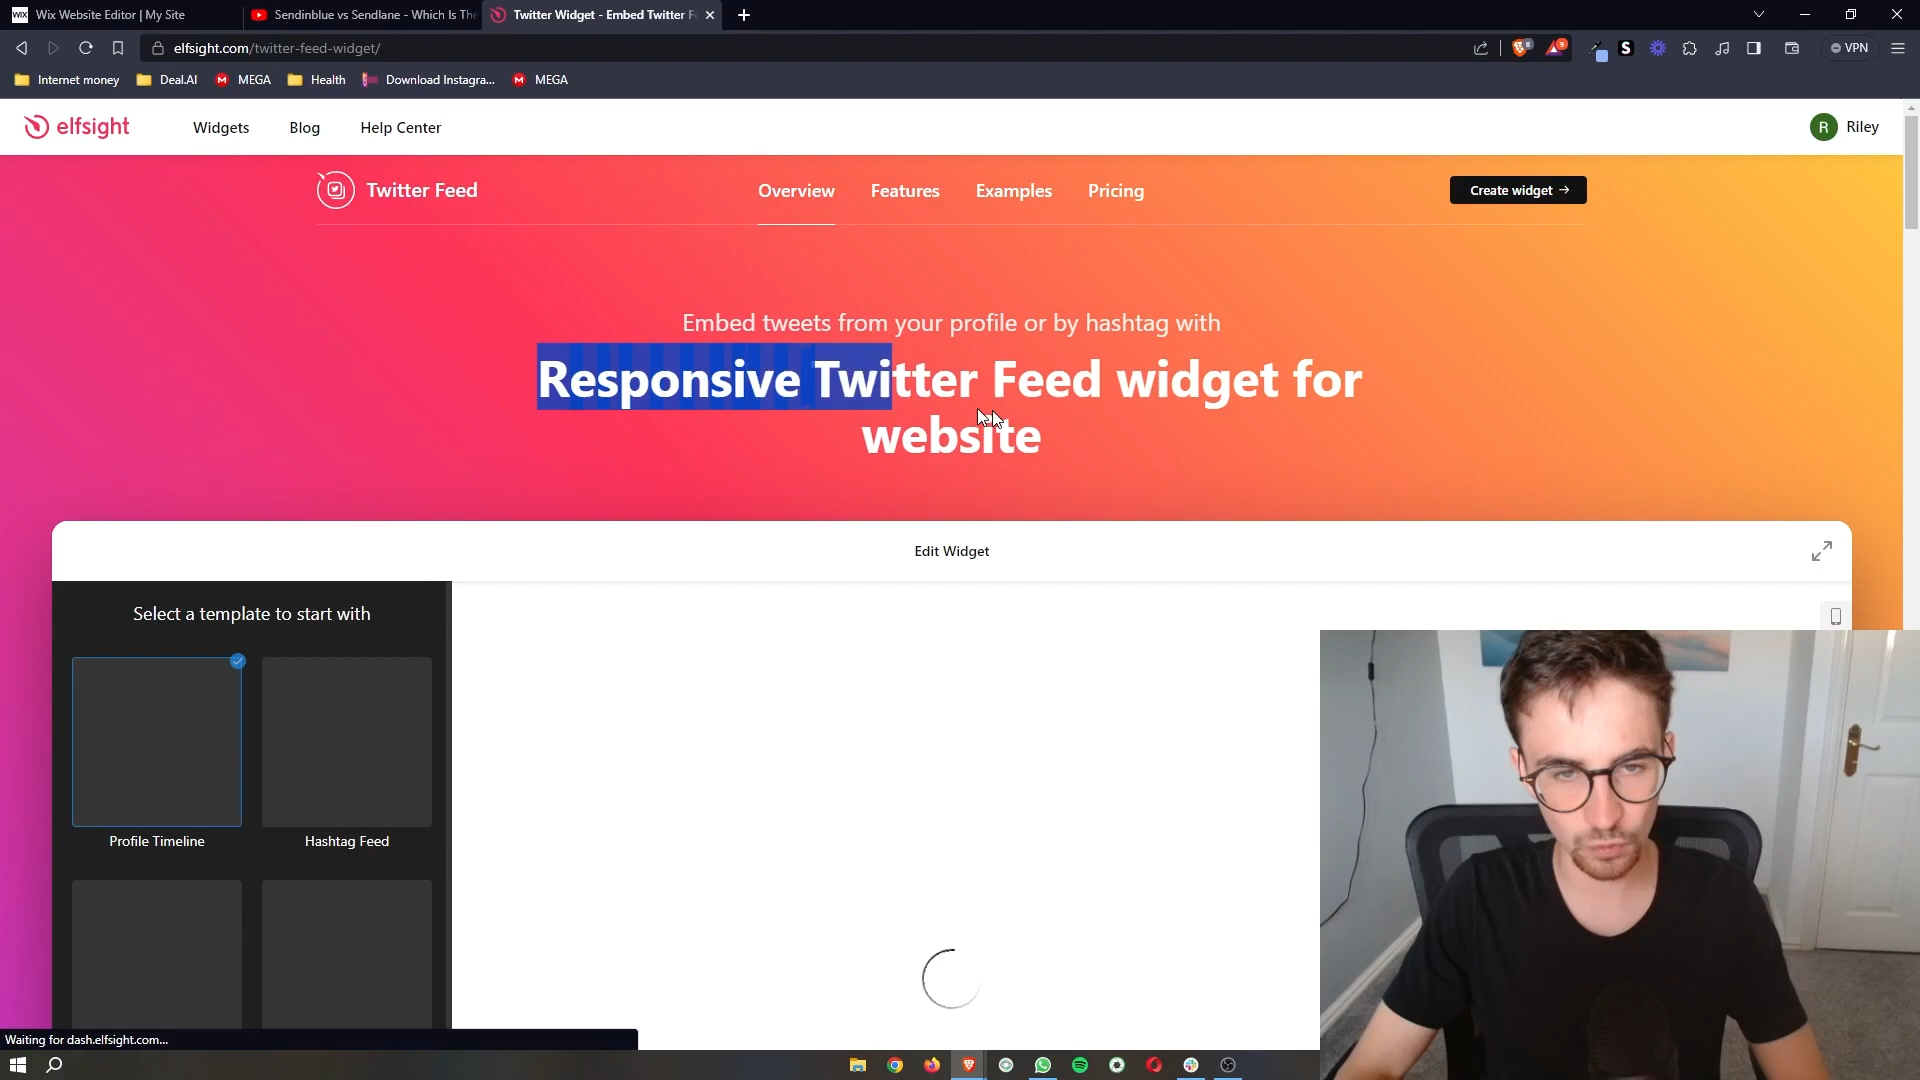 WIX Wix Website Editor | My Site
Sendinblue vs Sendlane - Which Is The
Twitter Widget - Embed Twitter F
elfsight.com/twitter-feed-widget/
VPN
Internet money
Deal.AI
MEGA
Health
Download Instagra...
MEGA
elfsight
Widgets
Blog
Help Center
R Riley
Twitter Feed
Overview
Features
Examples
Pricing
Create widget →
Embed tweets from your profile or by hashtag with
Responsive Twitter Feed widget for
website
Edit Widget
Select a template to start with
Profile Timeline
Hashtag Feed
Waiting for dash.elfsight.com...